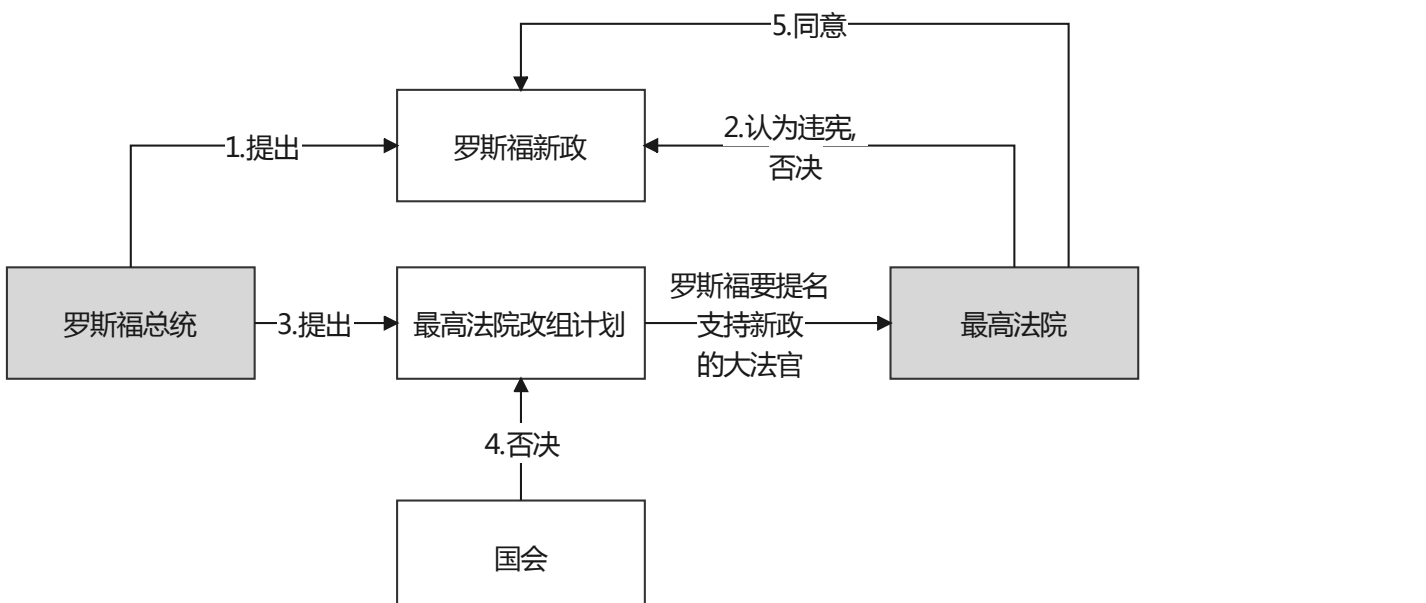 5.同意
罗斯福新政
1.提出
2.认为违宪,
否决
罗斯福总统
3.提出
最高法院改组计划
罗斯福要提名
支持新政
的大法官
最高法院
4.否决
国会